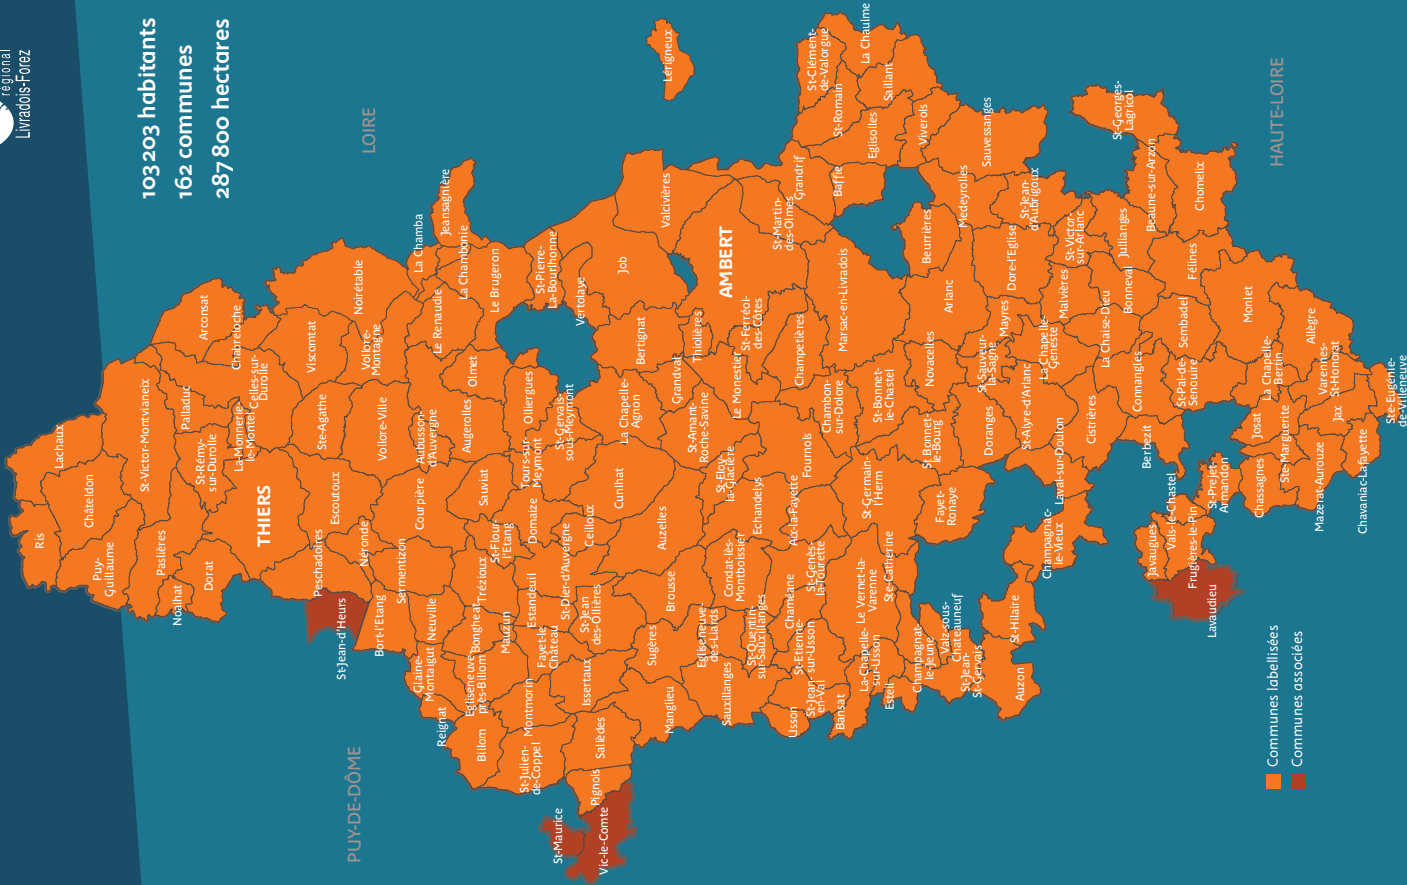 régional
Livradois-Forez
103203 habitants
162 communes
287800 hectares
LOIRE
HAUTE-LOIRE
PUY-DE-DÔME
Lérigneux
St-Clément-
de-Valorgue
La Chaulme
St-Romain
Saillant
Eglisolles
Viverols
Sauvessanges
St-Georges-
Lagricol
Grandrif
Baffie
Medeyrolles
St-Jean-
d'Aubrigoux
Beaune-sur-Arzon
Chomelix
Jeansagnière
La Chamba
La Chambonie
Valcivières
St-Martin-
des-Olmes
Beurrières
Dore-l'Eglise
St-Victor-
sur-Arlanc
Jullianges
Félines
Noirétable
Le Brugeron
St-Pierre-
La-Bourlhonne
Vertolaye
Job
AMBERT
Marsac-en-Livradois
Arlanc
Mayres
Malvières
Bonneval
Monlet
Arconsat
Chabreloche
Viscomtat
Vollore-
Montagne
Le Renaudie
Bertignat
Thiolières
St-Ferréol-
des-Côtes
Champetières
Novacelles
St-Sauveur-
la-Sagne
La Chapelle-
Geneste
La Chaise-Dieu
Sembadel
Allègre
Celles-sur-
Durolle
Olmet
Grandval
Le Monestier
Connangles
St-Pal-de-
Senouire
La Chapelle-
Bertin
Varennes-
St-Honorat
Ste-Eugénie-
de-Villeneuve
Lachaux
St-Victor-Montvianeix
Palladuc
La-Monnerie-
le-Montel
Ste-Agathe
Vollore-Ville
Aubusson-
d'Auvergne
Augerolles
Olliergues
St-Gervais-
sous-Meymont
La Chapelle-
Agnon
St-Amant-
Roche-Savine
Chambon-
sur-Dolore
St-Bonnet-
le-Chastel
St-Bonnet-
le-Bourg
Doranges
St-Alyre-d'Arlanc
Cistrières
Berbezit
Josat
Jax
Châteldon
St-Rémy-
sur-Durolle
THIERS
Escoutoux
Courpière
Sauviat
Tours-sur-
Meymont
Cunlhat
St-Eloy-
la-Glacière
Fournols
St-Germain-
l'Herm
Fayet-
Ronaye
Laval-sur-Doulon
St-Préjet-
Armandon
Chassagnes
Ste-Marguerite
Mazerat-Aurouze
Chavaniac-Lafayette
Ris
Puy-
Guillaume
Paslières
Noalhat
Dorat
Peschadoires
Néronde
Sermentizon
St-Flour-
l'Etang
Domaize
Ceilloux
Auzelles
Echandelys
Aix-la-Fayette
Champagnac-
le-Vieux
Javaugues
Vals-le-Chastel
Frugières-le-Pin
Lavaudieu
St-Jean-d'Heurs
Bort-l'Etang
Neuville
Trézioux
Bongheat
Estandeuil
St-Dier-d'Auvergne
St-Jean
des-Ollières
Brousse
Condat-lès-
Montboissier
St-Genès-
la-Tourette
Chaméane
Le Vernet-la-
Varenne
Ste-Catherine
Glaine-
Montaigut
Egliseneuve-
près-Billom
Mauzun
Fayet-le-
Château
Sugères
Egliseneuve-
des-Liards
St-Quentin-
sur-Sauxillanges
St-Etienne-
sur-Usson
La-Chapelle-
sur-Usson
Champagnat-
le-Jeune
Valz-sous-
Chateauneuf
St-Hilaire
Reignat
Billom
Montmorin
Issertaux
Manglieu
Sauxillanges
Usson
St-Jean-
en-Val
Bansat
Esteil
St-Jean-
St-Gervais
Auzon
St-Julien-
de-Coppel
Sallèdes
Pignols
St-Maurice
Vic-le-Comte
Communes labellisées
Communes associées